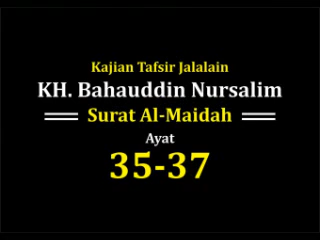 Kajian Tafsir Jalalain
KH. Bahauddin Nursalim
Surat Al-Maidah
Ayat
35-37